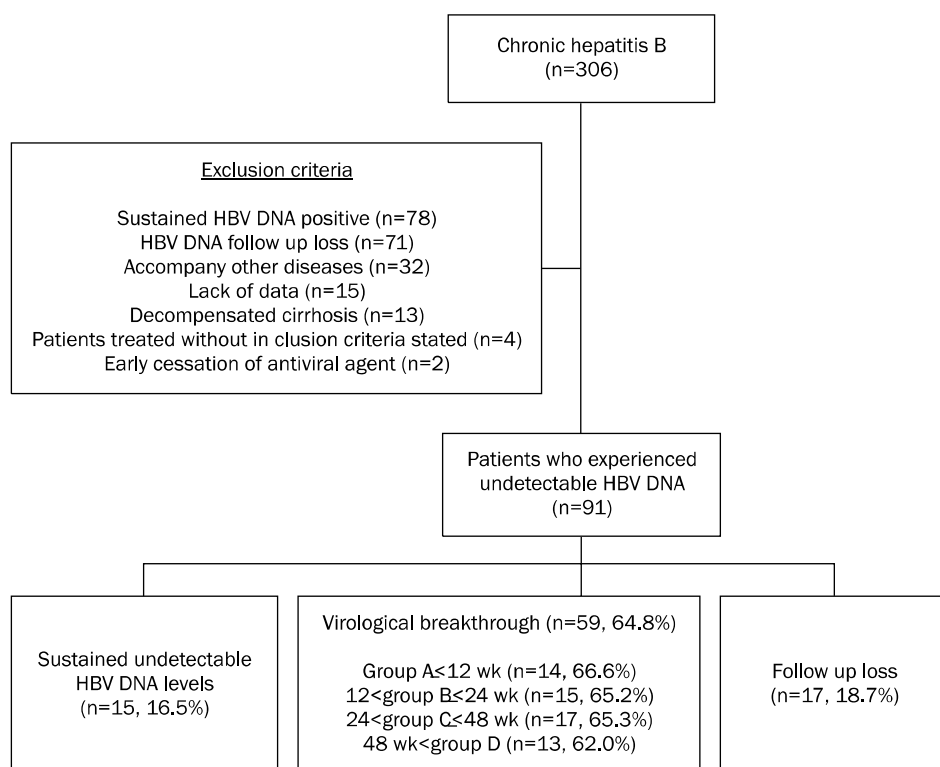 Chronic hepatitis B
(n=306)
Exclusion criteria
Sustained HBV DNA positive (n=78)
HBV DNA follow up loss (n=71)
Accompany other diseases (n=32)
Lack of data (n=15)
Decompensated cirrhosis (n=13)
Patients treated without in clusion criteria stated (n=4)
Early cessation of antiviral agent (n=2)
Patients who experienced
undetectable HBV DNA
(n=91)
Sustained undetectable
HBV DNA levels
(n=15, 16.5%)
Virological breakthrough (n=59, 64.8%)
Group A≤12 wk (n=14, 66.6%)
12<group B≤24 wk (n=15, 65.2%)
24<group C≤48 wk (n=17, 65.3%)
48 wk<group D (n=13, 62.0%)
Follow up loss
(n=17, 18.7%)